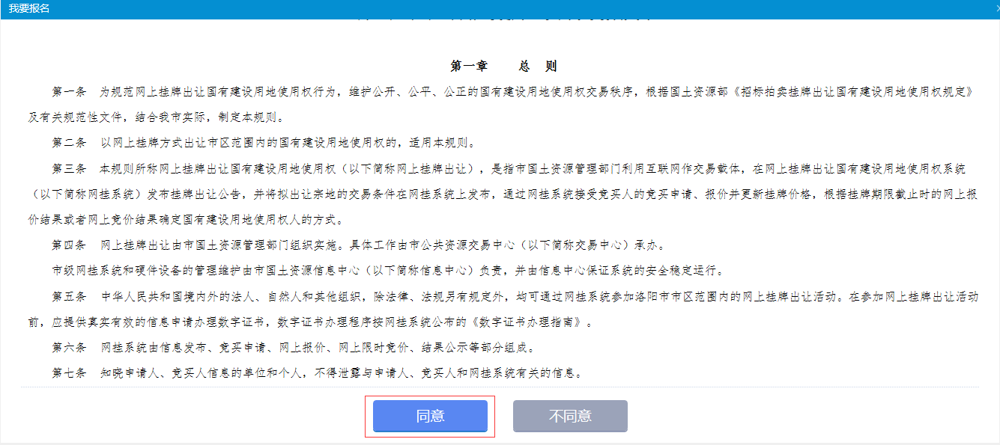 我要报名
第一章 总 则
第一条 为规范网上挂牌出让国有建设用地使用权行为，维护公开、公平、公正的国有建设用地使用权交易秩序，根据国土资源部《招标拍卖挂牌出让国有建设用地使用权规定》
及有关规范性文件，结合我市实际，制定本规则。
第二条 以网上挂牌方式出让市区范围内的国有建设用地使用权的，适用本规则。
第三条 本规则所称网上挂牌出让国有建设用地使用权（以下简称网上挂牌出让），是指市国土资源管理部门利用互联网作交易载体，在网上挂牌出让国有建设用地使用权系统
（以下简称网挂系统）发布挂牌出让公告，并将拟出让宗地的交易条件在网挂系统上发布，通过网挂系统接受竞买人的竞买申请、报价并更新挂牌价格，根据挂牌期限截止时的网上报
价结果或者网上竞价结果确定国有建设用地使用权人的方式。
第四条 网上挂牌出让由市国土资源管理部门组织实施。具体工作由市公共资源交易中心（以下简称交易中心）承办。
市级网挂系统和硬件设备的管理维护由市国土资源信息中心（以下简称信息中心）负责，并由信息中心保证系统的安全稳定运行。
第五条 中华人民共和国境内外的法人、自然人和其他组织，除法律、法规另有规定外，均可通过网挂系统参加洛阳市市区范围内的网上挂牌出让活动。在参加网上挂牌出让活动
前，应提供真实有效的信息申请办理数字证书，数字证书办理程序按网挂系统公布的《数字证书办理指南》。
第六条 网挂系统由信息发布、竞买申请、网上报价、网上限时竞价、结果公示等部分组成。
第七条 知晓申请人、竞买人信息的单位和个人，不得泄露与申请人、竞买人和网挂系统有关的信息。
同意
不同意